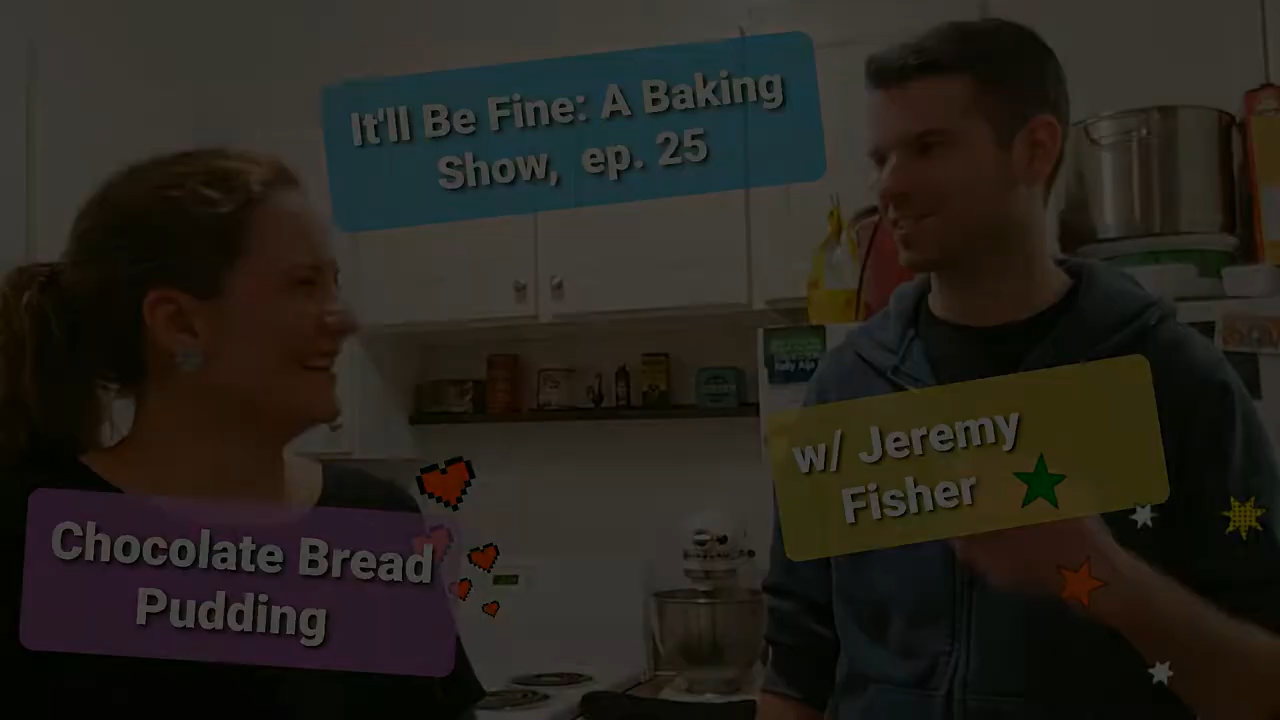 It'll Be Fine: A Baking
Show, ep. 25
w/ Jeremy
Fisher
Chocolate Bread
Pudding